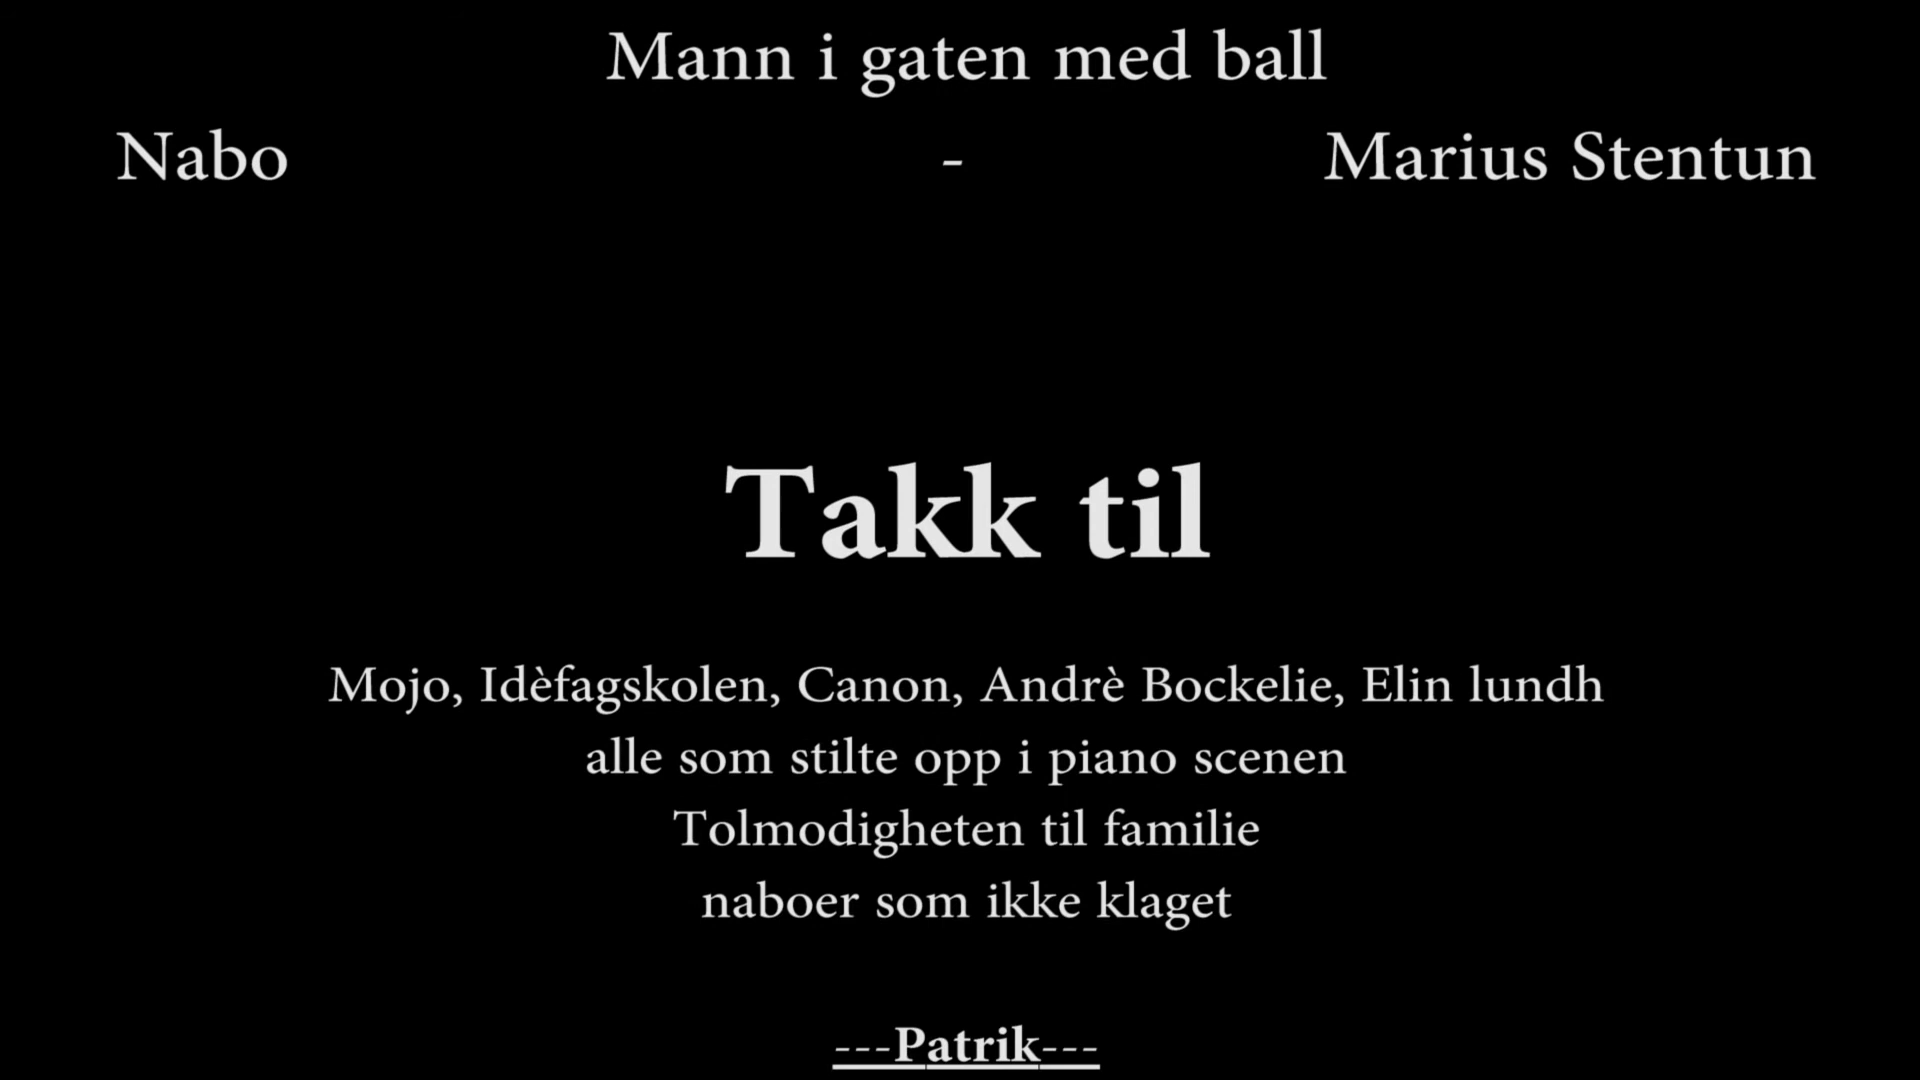 Mann i gaten med ball
Nabo - Marius Stentun
Takk til
Mojo, Idèfagskolen, Canon, Andrè Bockelie, Elin lundh
alle som stilte opp i piano scenen
Tolmodigheten til familie
naboer som ikke klaget
---Patrik---